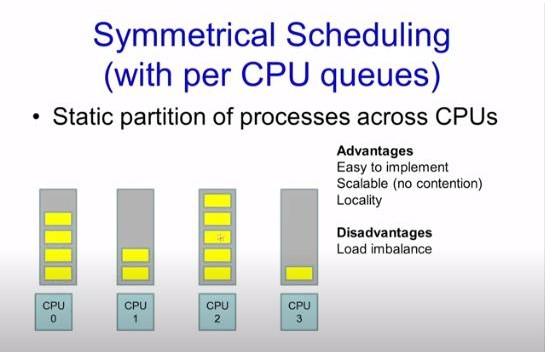 Symmetrical Scheduling
(with per CPU queues)
• Static partition of processes across CPUs
Advantages
Easy to implement
Scalable (no contention)
Locality
Disadvantages
Load imbalance
CPU
0
CPU
1
CPU
2
CPU
3